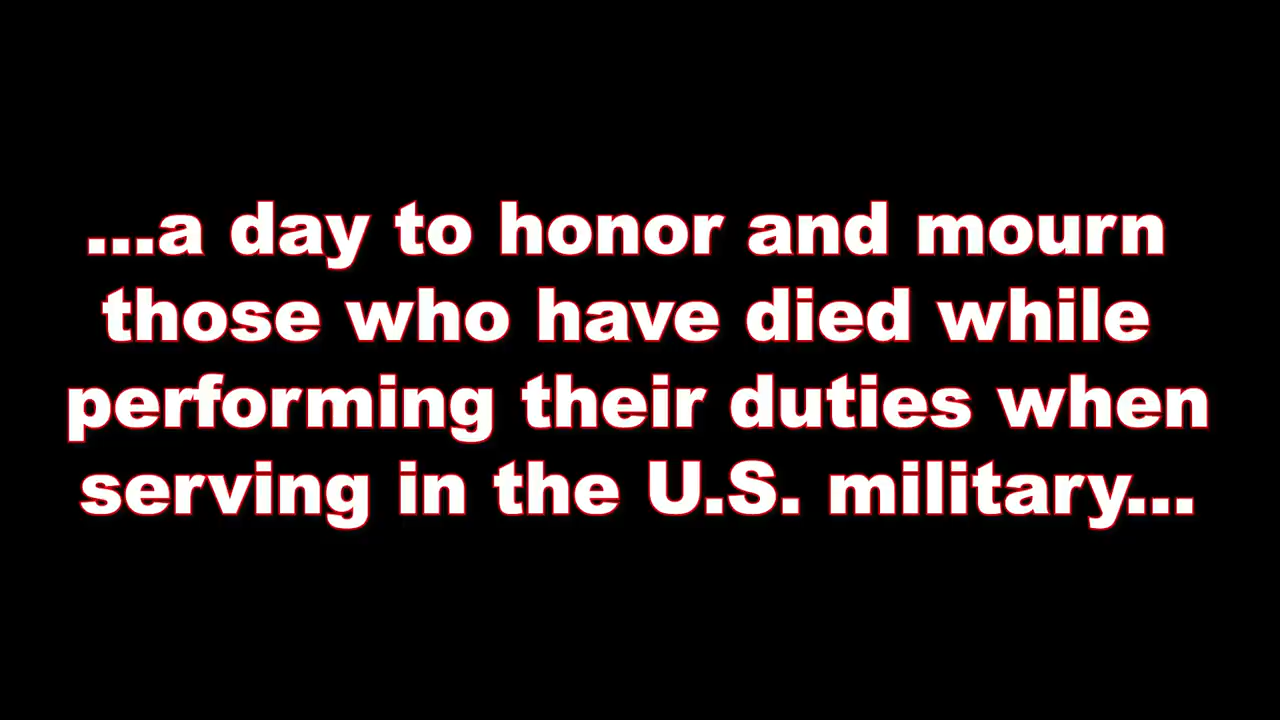 ...a day to honor and mourn
those who have died while
performing their duties when
serving in the U.S. military...